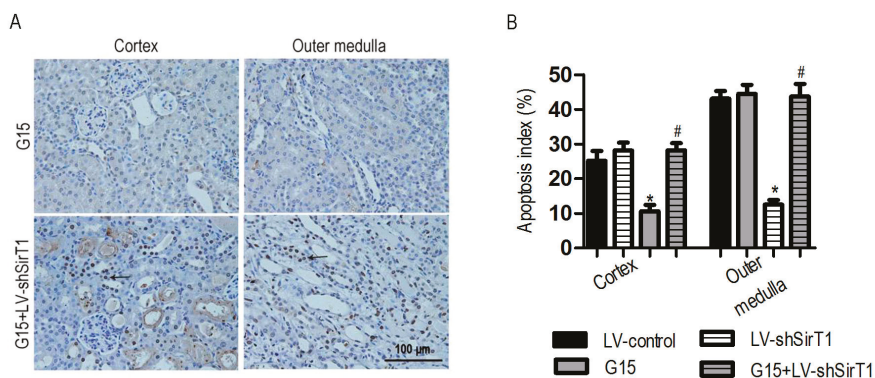 A
Cortex
Outer medulla
G15
G15+LV-shSirT1
100 μm
B
Apoptosis index (%)
50
40
30
20
10
0
*
#
*
#
Cortex
Outer
medulla
LV-control
LV-shSirT1
G15
G15+LV-shSirT1